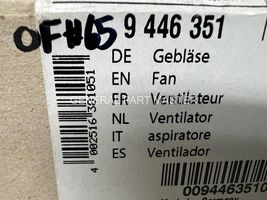 OF#65
9 446 351
DE Gebläse
EN Fan
FR Ventilateur
NL Ventilator
IT aspiratore
ES Ventilador
4 002516 381051
0094463510